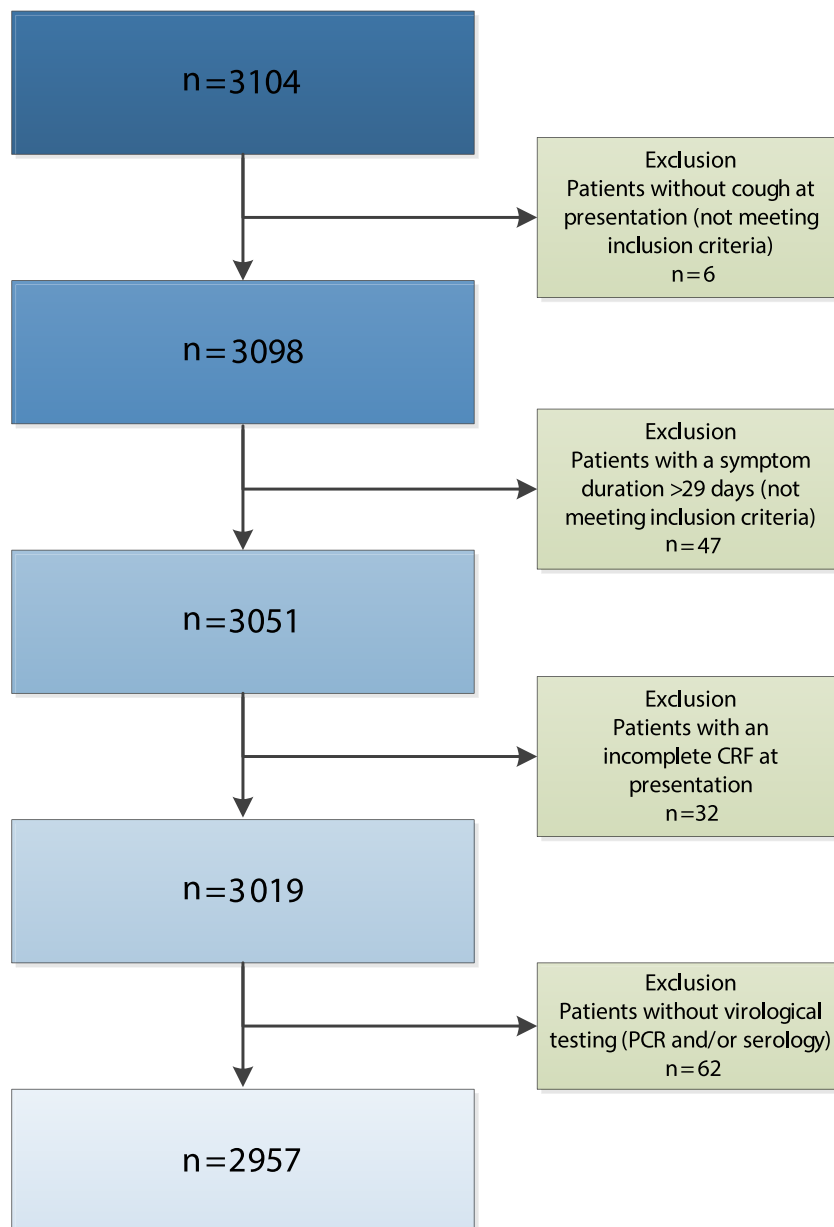 n=3104
Exclusion
Patients without cough at
presentation (not meeting
inclusion criteria)
n=6
n=3098
Exclusion
Patients with a symptom
duration >29 days (not
meeting inclusion criteria)
n=47
n=3051
Exclusion
Patients with an
incomplete CRF at
presentation
n=32
n=3019
Exclusion
Patients without virological
testing (PCR and/or serology)
n=62
n=2957